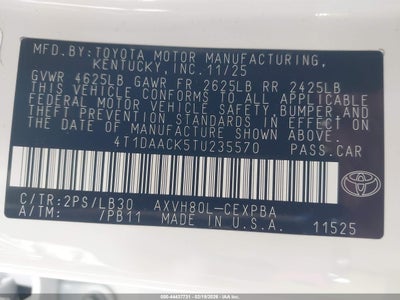 MFD.BY:TOYOTA MOTOR MANUFACTURING,
KENTUCKY,INC.11/25
GVWR 4625LB GAWR FR 2625LB RR 2425LB
THIS VEHICLE CONFORMS TO ALL APPLICABLE
FEDERAL MOTOR VEHICLE SAFETY,BUMPER,AND
THEFT PREVENTION STANDARDS IN EFFECT ON
THE DATE OF MANUFACTURE SHOWN ABOVE.
4T1DAACK5TU235570 PASS.CAR
C/TR:2PS/LB30 AXVH80L-CEXPBA
A/TM: /PB11 MADE IN U.S.A. 11525
TOYOTA